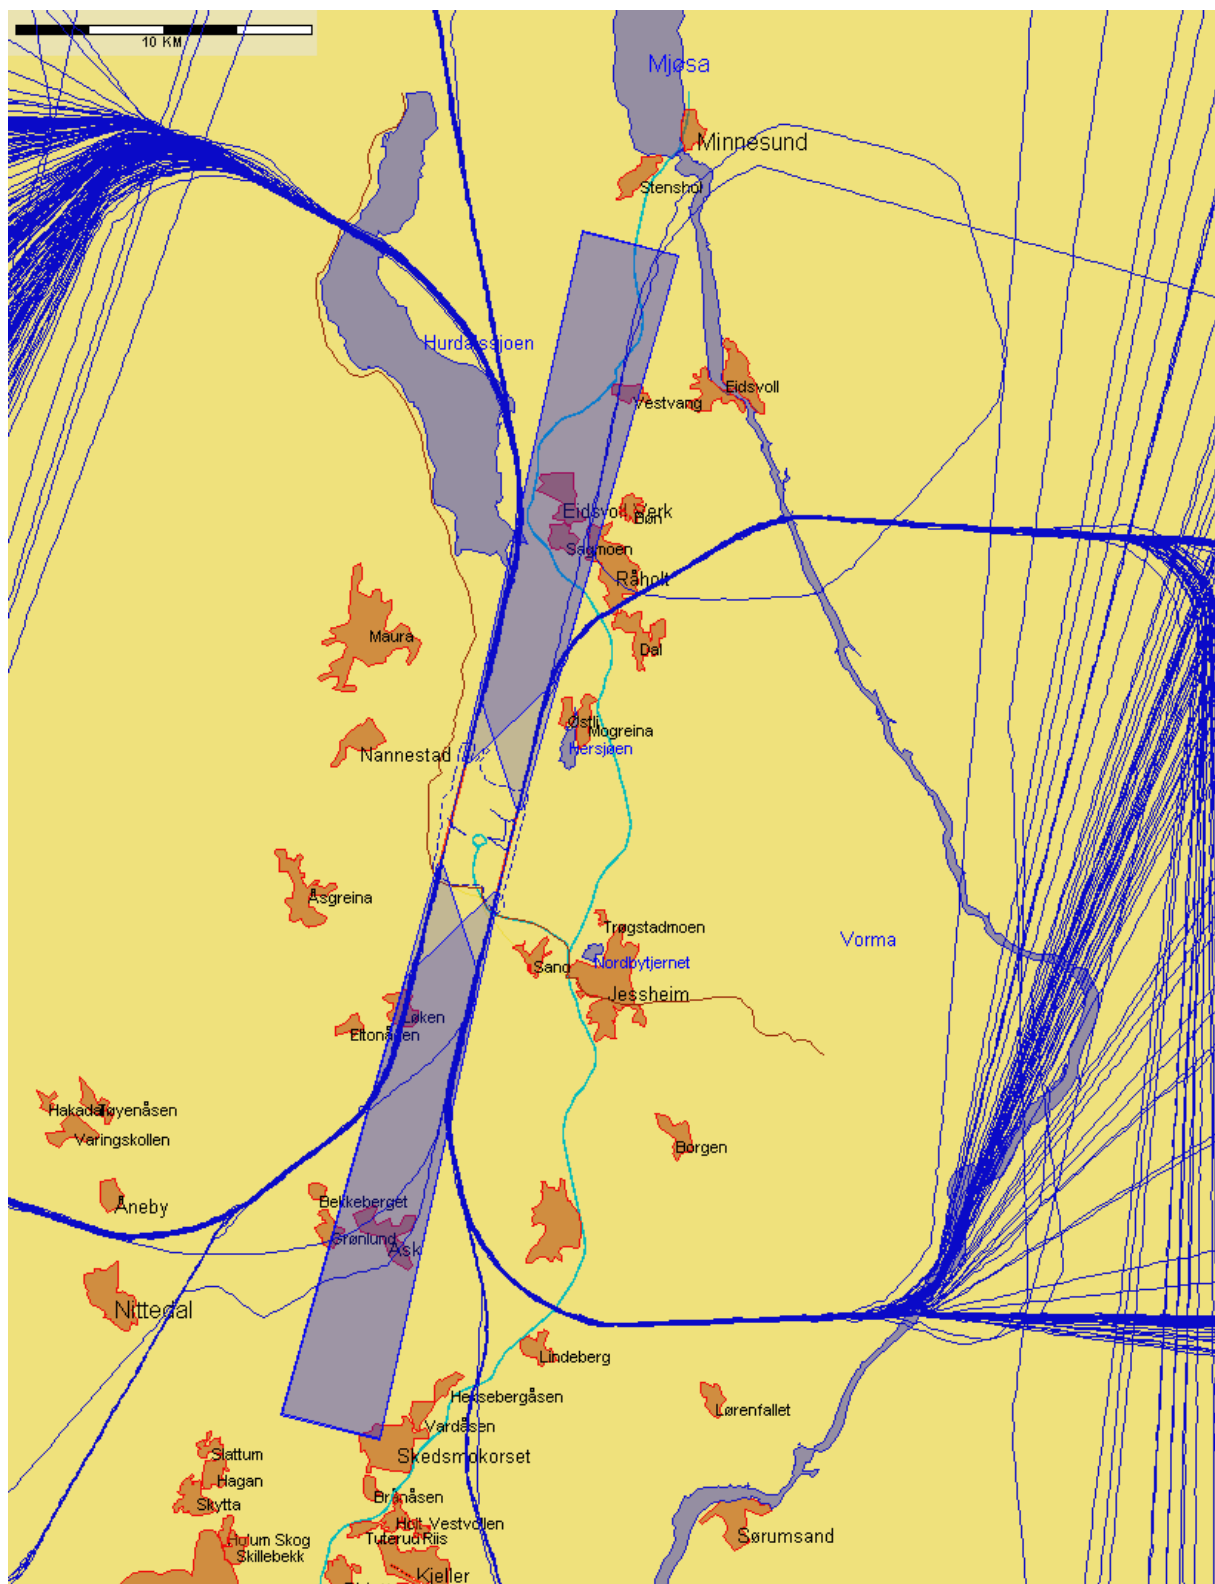 10 KM
Mjøsa
Minnesund
Stenshol
Hurdalssjoen
Eidsvoll
Vestvang
Eidsvoll Verk
Bøn
Sagmoen
Råholt
Maura
Dal
Østli
Mogreina
Hersjøen
Nannestad
Åsgreina
Trøgstadmoen
Vorma
Nordbytjernet
Sand
Jessheim
Løken
Eltonåsen
Tøyenåsen
Varingskollen
Borgen
Bekkeberget
Åneby
Grønlund
Ask
Nittedal
Lindeberg
Heksebergåsen
Lørenfallet
Vardåsen
Skedsmokorset
Slattum
Hagan
Brånåsen
Skytta
Holt Vestvollen
Sørumsand
Tuterud Riis
Holum Skog
Skillebekk
Kjeller